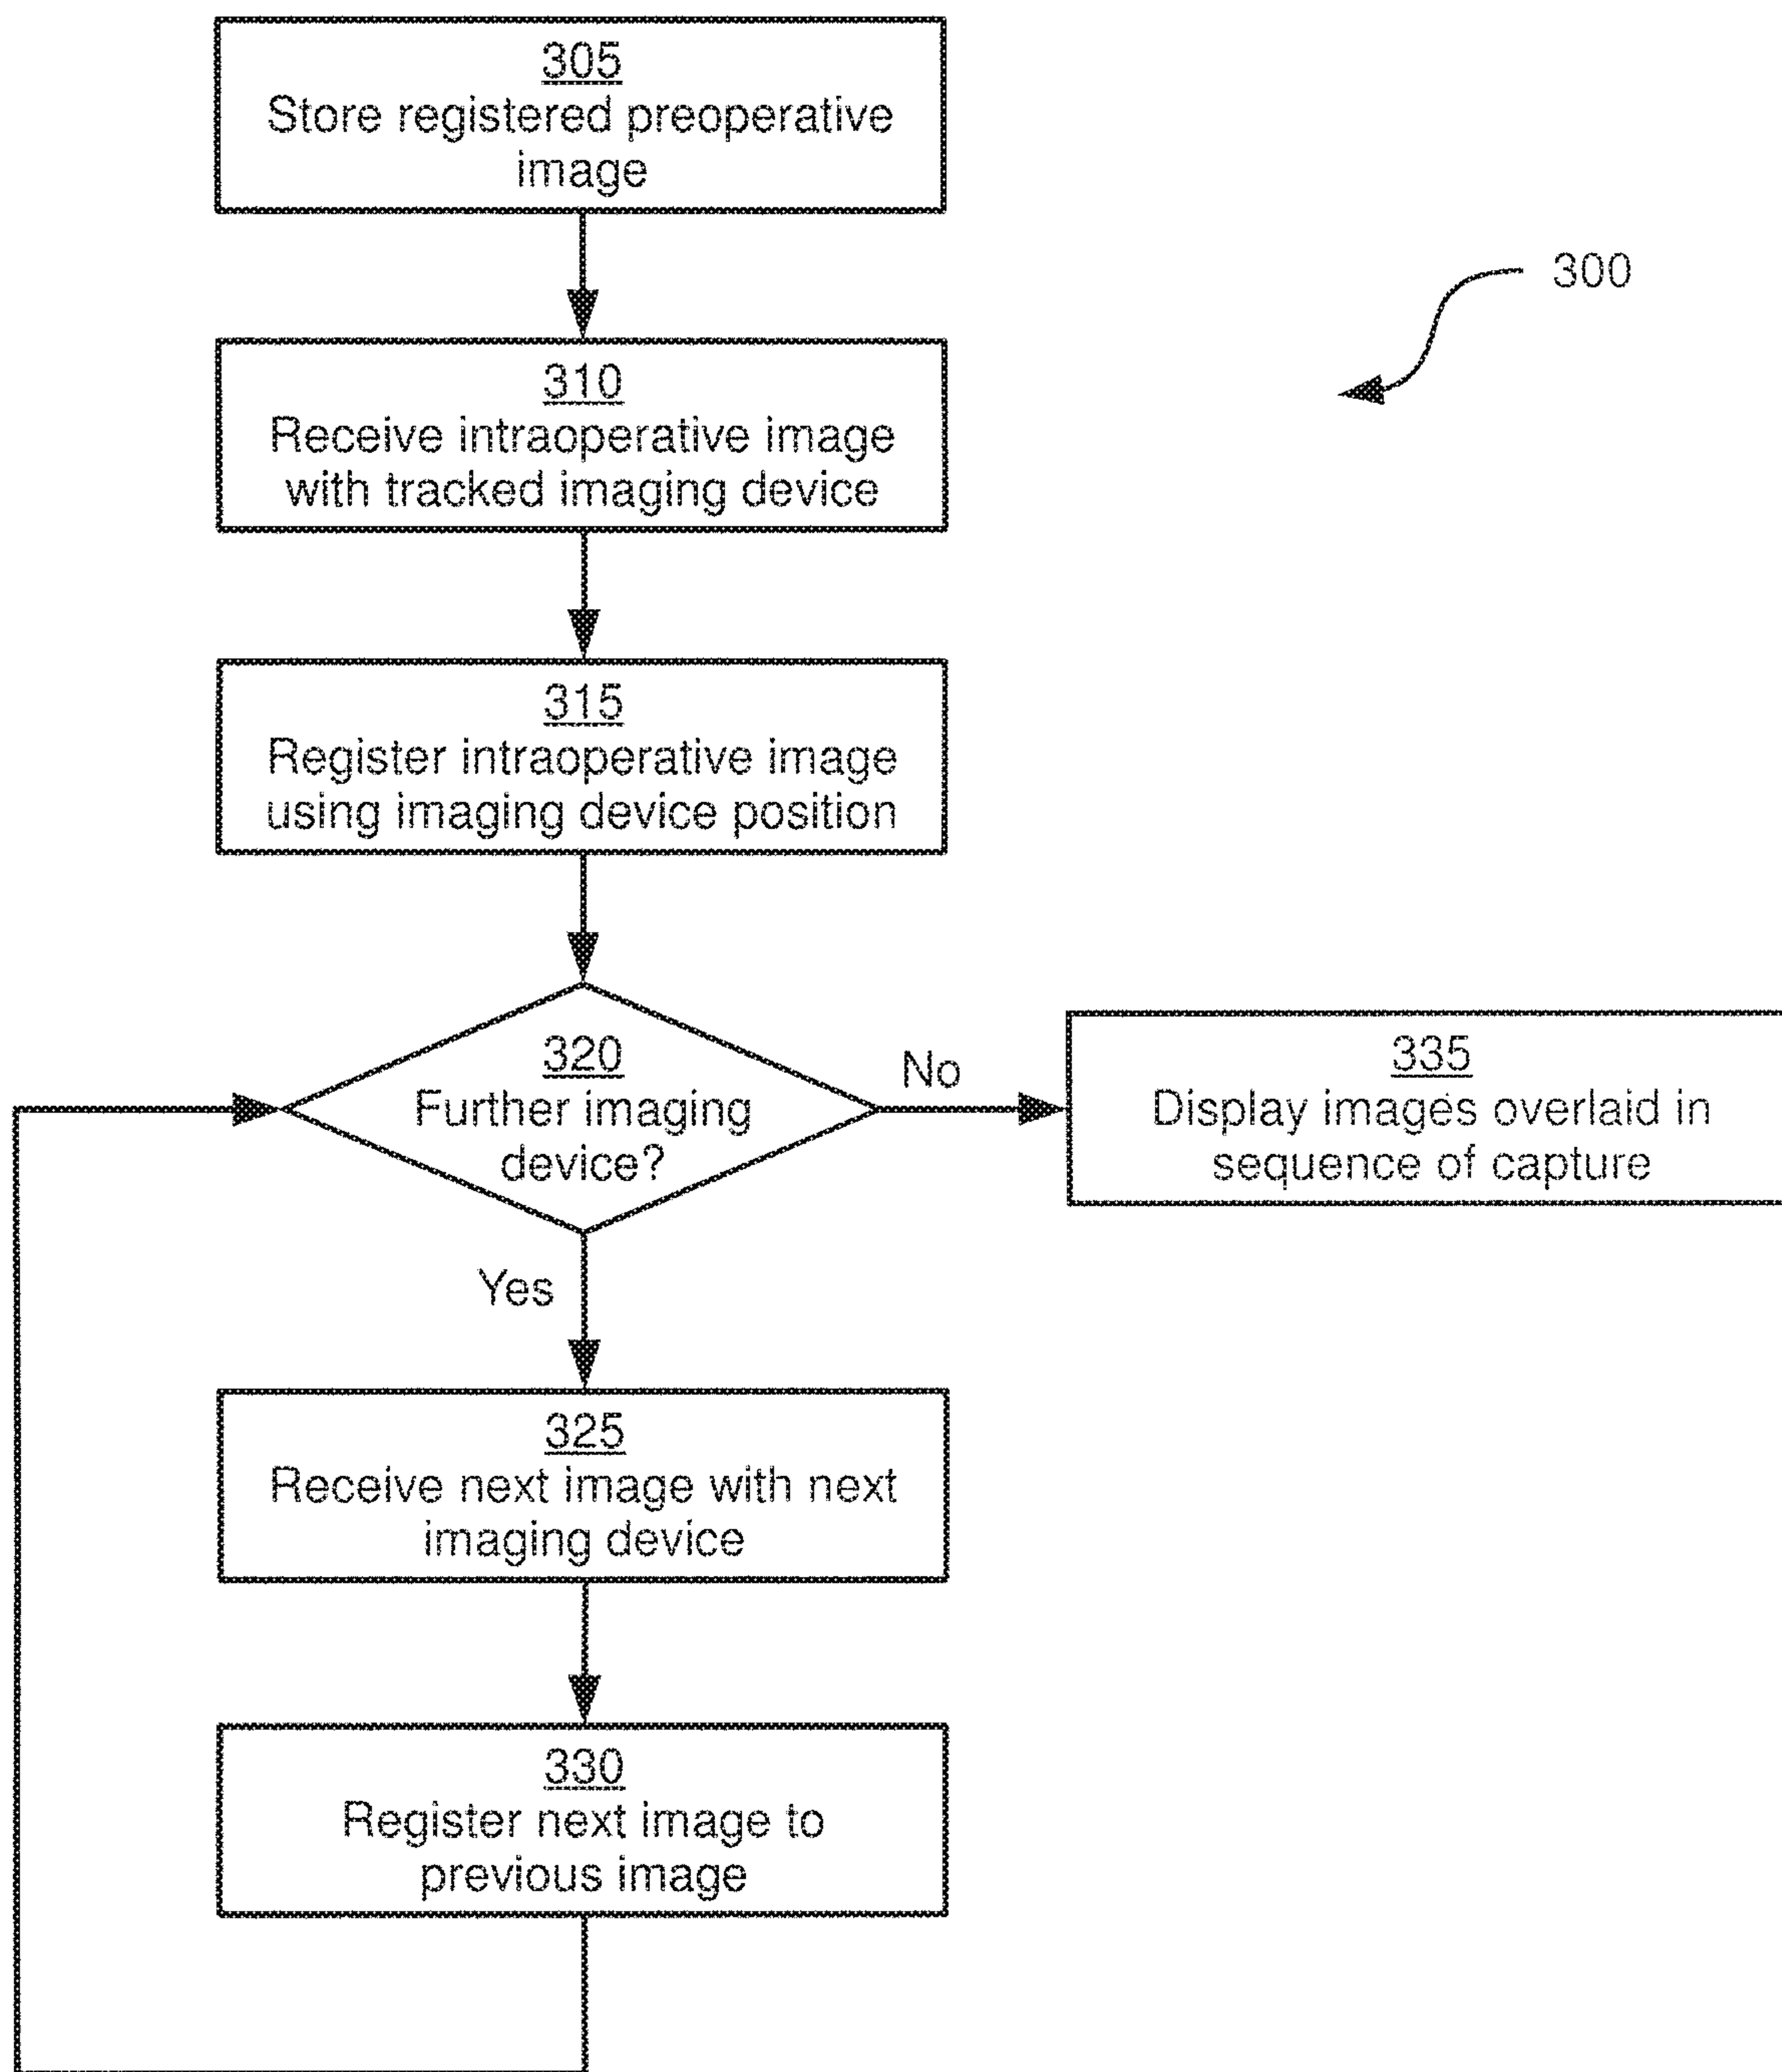 305
Store registered preoperative
image
300
310
Receive intraoperative image
with tracked imaging device
315
Register intraoperative image
using imaging device position
320
Further imaging
device?
No
335
Display images overlaid in
sequence of capture
Yes
325
Receive next image with next
imaging device
330
Register next image to
previous image